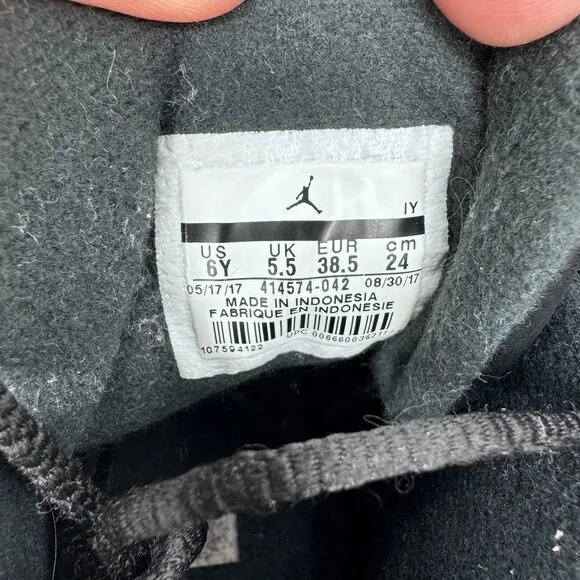 IY
US UK EUR cm
6Y 5.5 38.5 24
05/17/17 414574-042 08/30/17
MADE IN INDONESIA
FABRIQUE EN INDONESIE
107594122 UPC